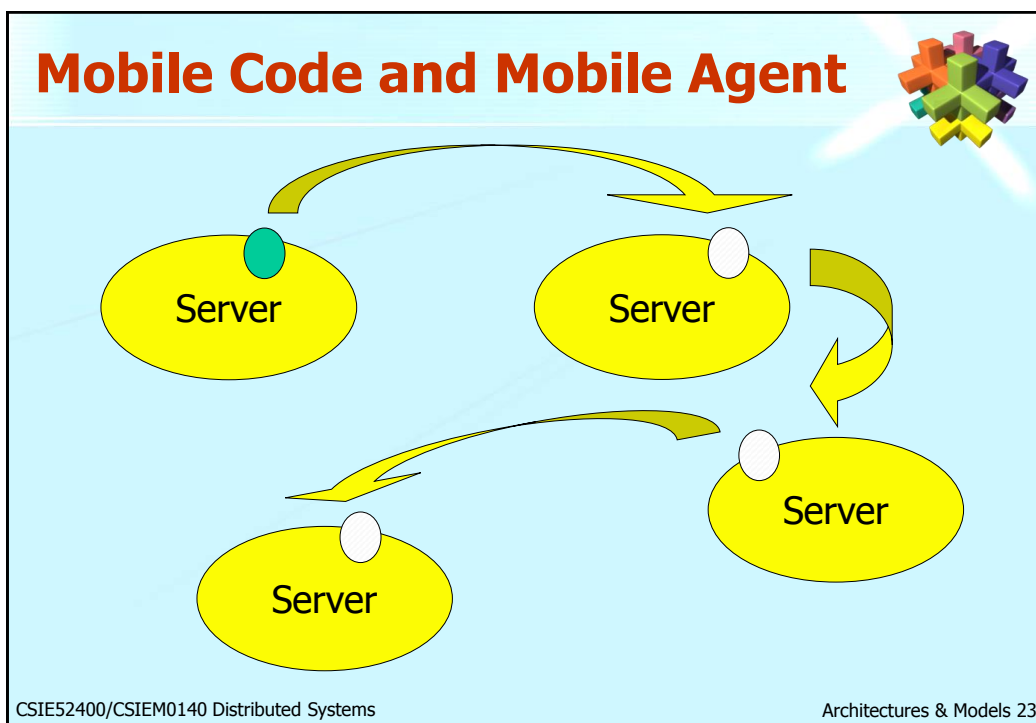 Mobile Code and Mobile Agent
Server
Server
Server
Server
CSIE52400/CSIEM0140 Distributed Systems
Architectures & Models 23